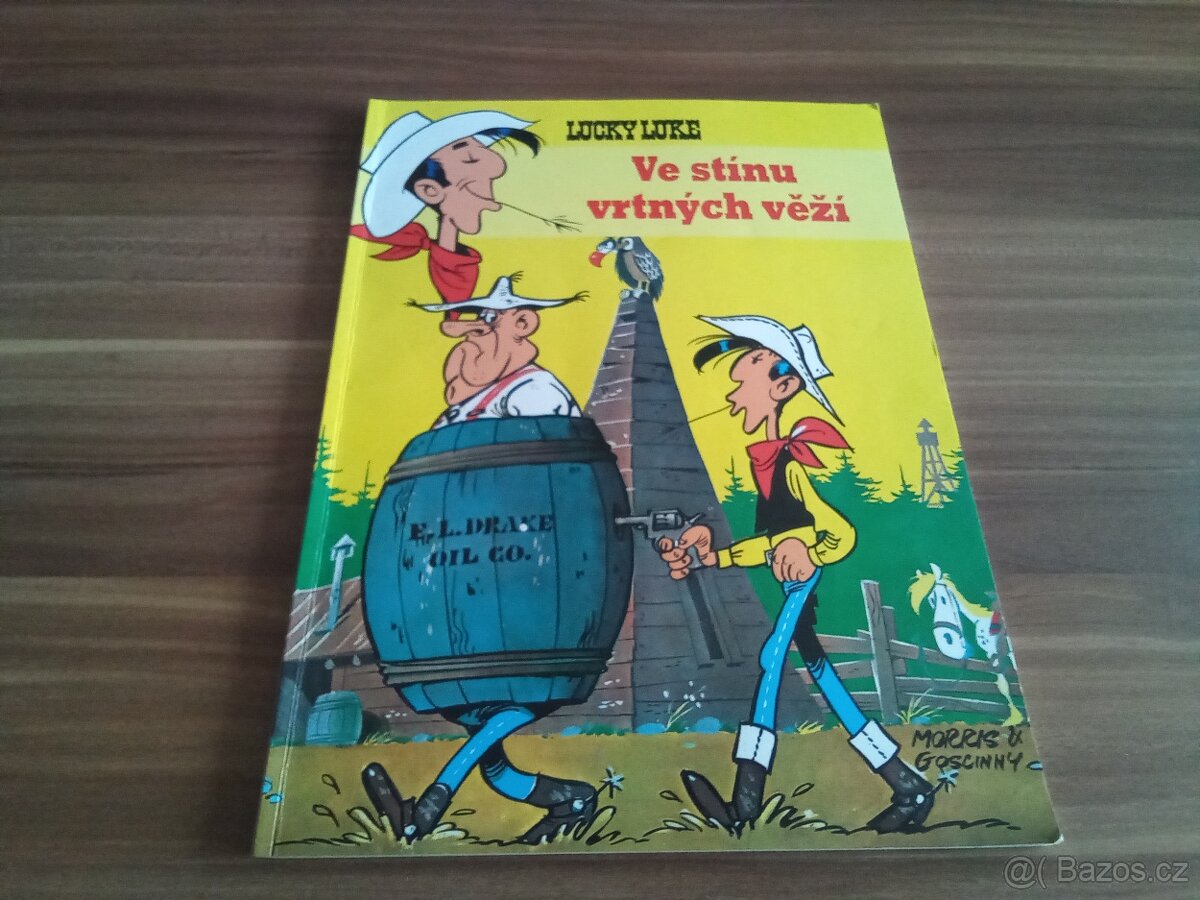 LUCKY LUKE
Ve stínu
vrtných věží
E. L. DRAKE
OIL CO.
MORRIS &
GOSCINNY
@( Bazos.cz